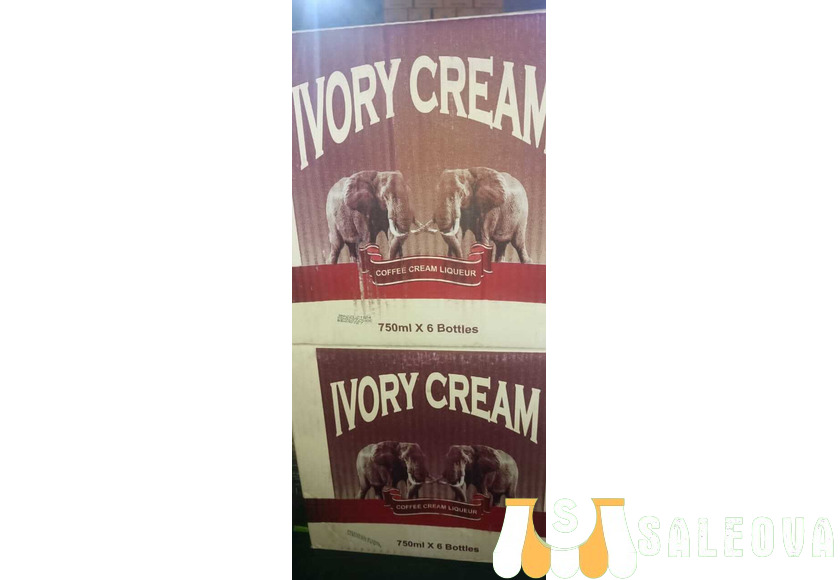 IVORY CREAM
COFFEE CREAM LIQUEUR
750ml X 6 Bottles
IVORY CREAM
COFFEE CREAM LIQUEUR
750ml X 6 Bottles
S
SALEOVA